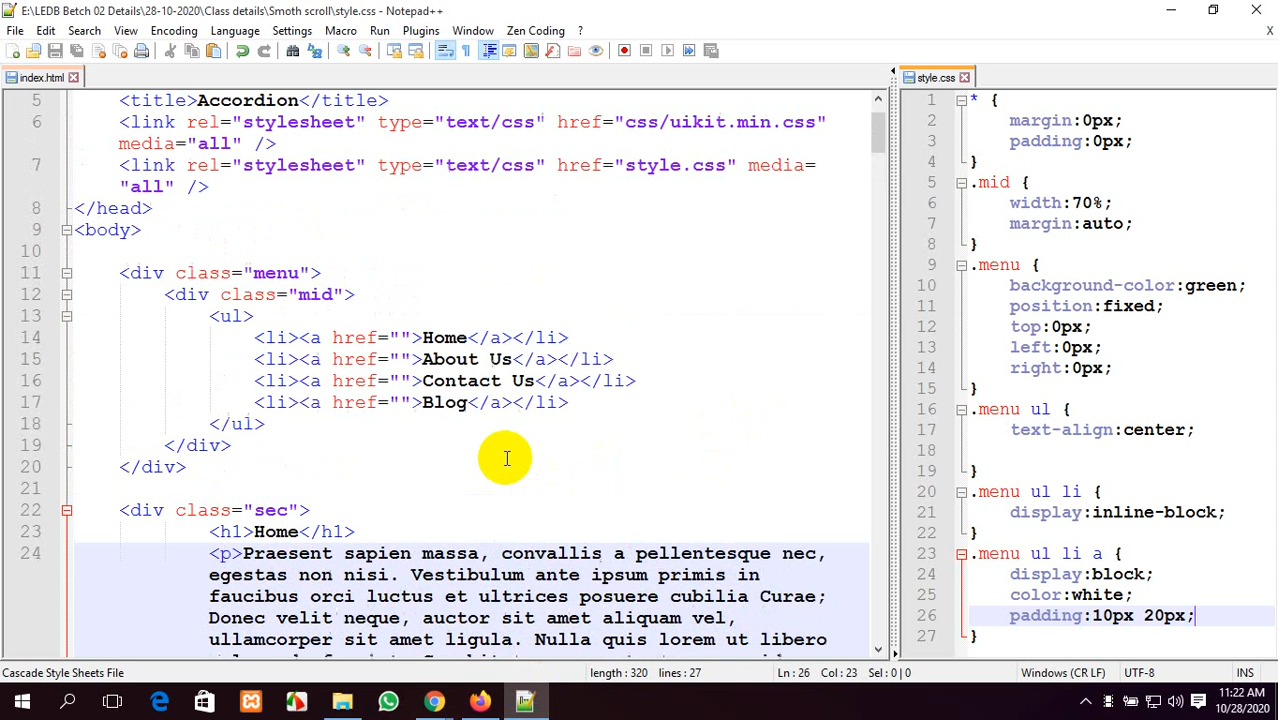 E:\LEDB Betch 02 Details\28-10-2020\Class details\Smoth scroll\style.css - Notepad++
File Edit Search View Encoding Language Settings Macro Run Plugins Window Zen Coding ? X
index.html
5 <title>Accordion</title>
6 <link rel="stylesheet" type="text/css" href="css/uikit.min.css"
media="all" />
7 <link rel="stylesheet" type="text/css" href="style.css" media=
"all" />
8 </head>
9 <body>
10
11 <div class="menu">
12 <div class="mid">
13 <ul>
14 <li><a href="">Home</a></li>
15 <li><a href="">About Us</a></li>
16 <li><a href="">Contact Us</a></li>
17 <li><a href="">Blog</a></li>
18 </ul>
19 </div>
20 </div>
21
22 <div class="sec">
23 <h1>Home</h1>
24 <p>Praesent sapien massa, convallis a pellentesque nec,
egestas non nisi. Vestibulum ante ipsum primis in
faucibus orci luctus et ultrices posuere cubilia Curae;
Donec velit neque, auctor sit amet aliquam vel,
ullamcorper sit amet ligula. Nulla quis lorem ut libero
style.css
1 * {
2 margin:0px;
3 padding:0px;
4 }
5 .mid {
6 width:70%;
7 margin:auto;
8 }
9 .menu {
10 background-color:green;
11 position:fixed;
12 top:0px;
13 left:0px;
14 right:0px;
15 }
16 .menu ul {
17 text-align:center;
18
19 }
20 .menu ul li {
21 display:inline-block;
22 }
23 .menu ul li a {
24 display:block;
25 color:white;
26 padding:10px 20px;
27 }
Cascade Style Sheets File length : 320 lines : 27 Ln : 26 Col : 23 Sel : 0 | 0 Windows (CR LF) UTF-8 INS
11:22 AM
10/28/2020